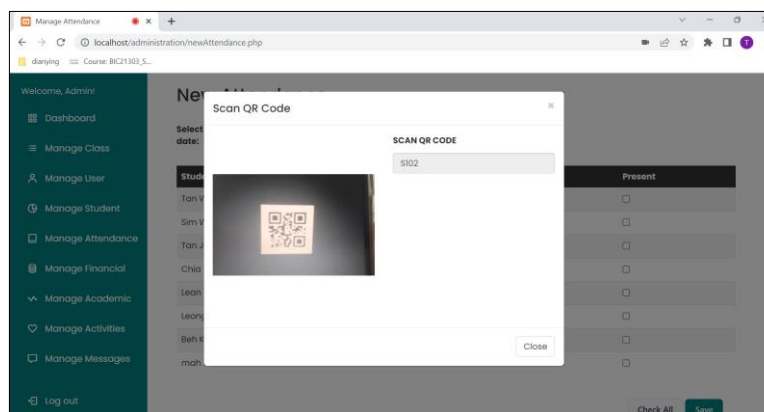 Manage Attendance
localhost/administration/newAttendance.php
T
dianying
Course: BIC21303_S...
Welcome, Admin!
Dashboard
Manage Class
Manage User
Manage Student
Manage Attendance
Manage Financial
Manage Academic
Manage Activities
Manage Messages
Log out
Select
date:
Present
Tan
Sim
Tan J
Chia
Lean
Leong
Beh K
mah
Scan QR Code
SCAN QR CODE
S102
Close
Check All
Save